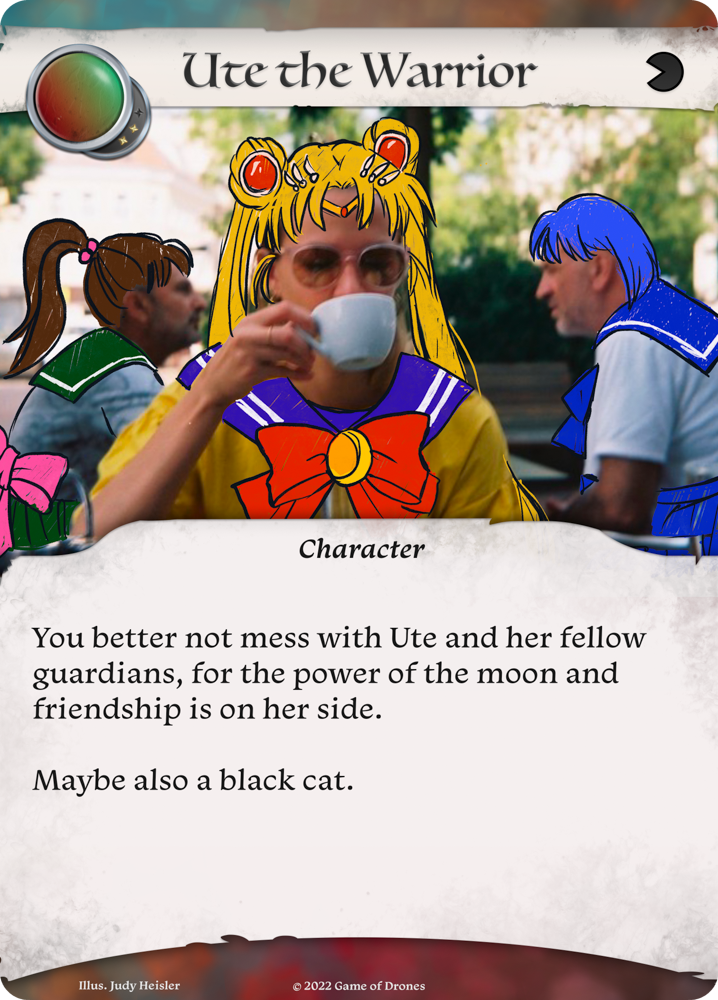 Ute the Warrior
Character
You better not mess with Ute and her fellow
guardians, for the power of the moon and
friendship is on her side.
Maybe also a black cat.
Illus. Judy Heisler
© 2022 Game of Drones